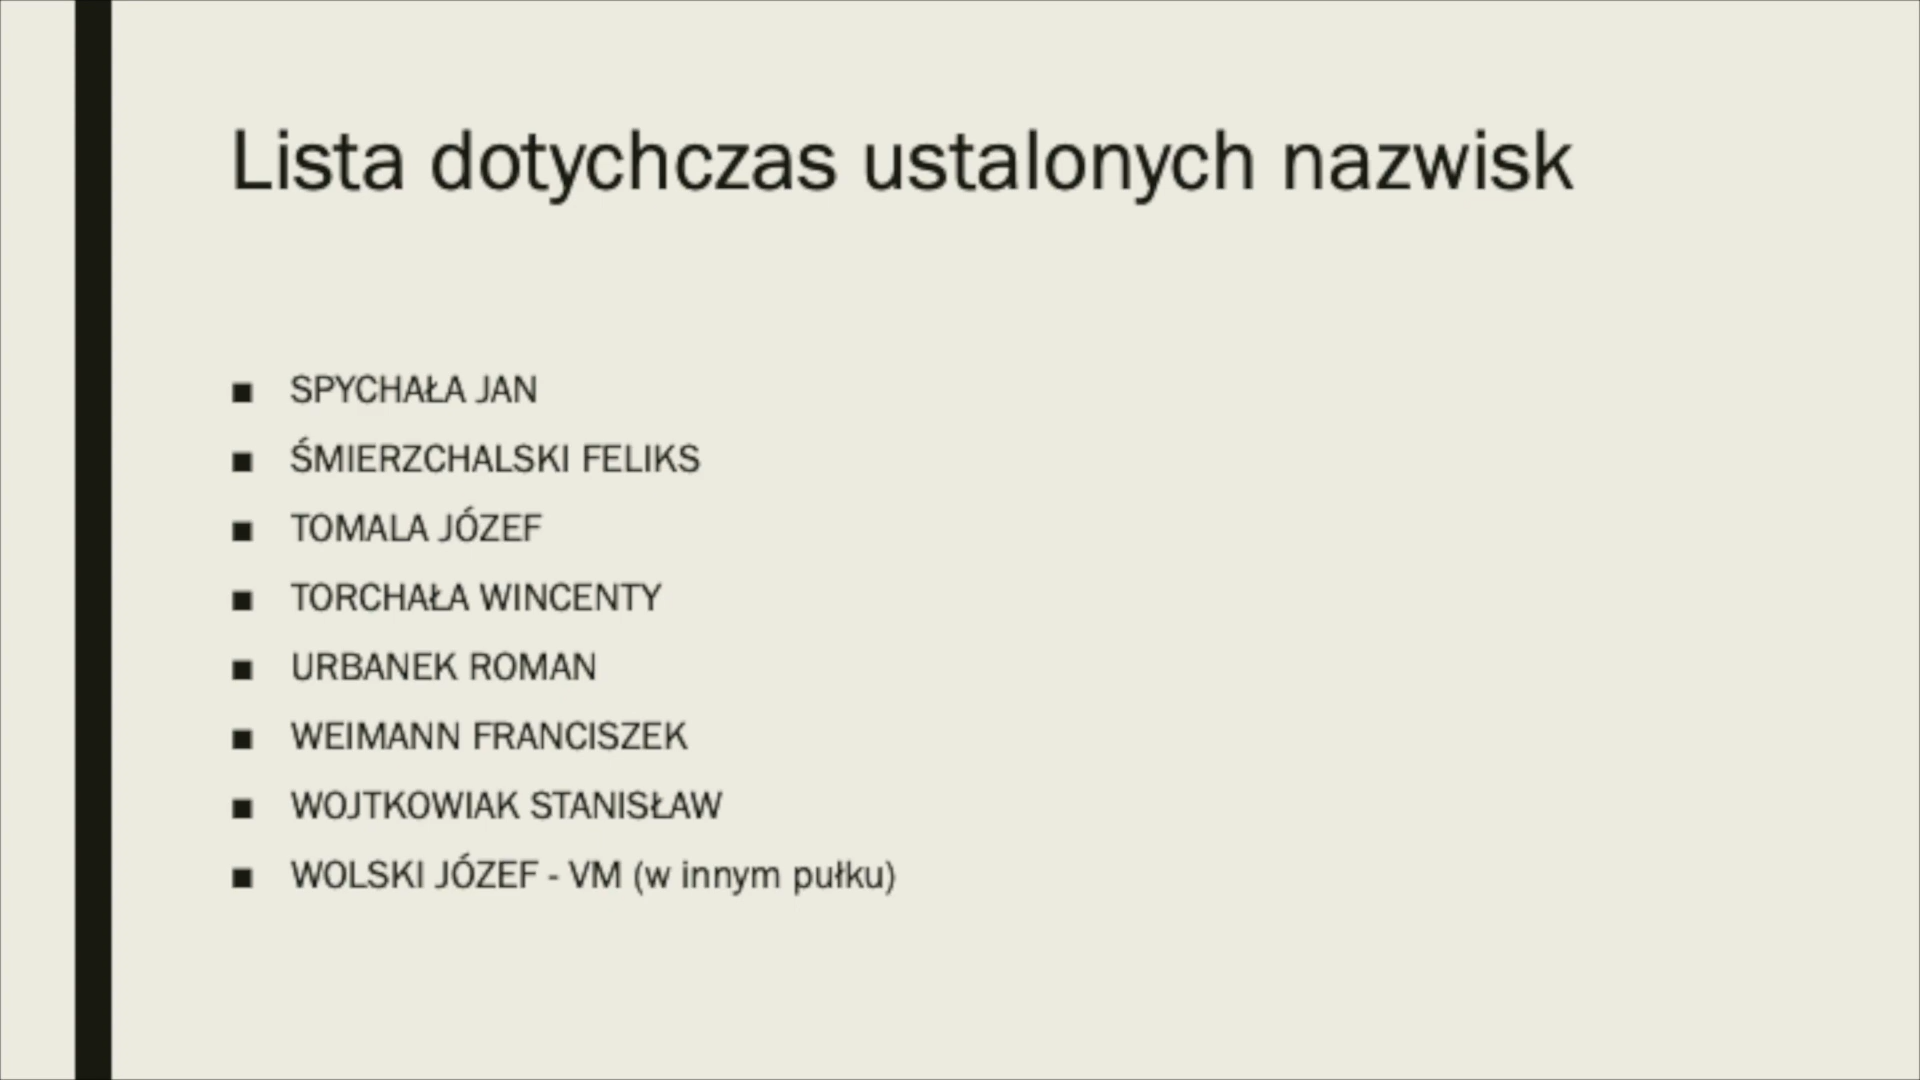 Lista dotychczas ustalonych nazwisk
▪ SPYCHAŁA JAN
▪ ŚMIERZCHALSKI FELIKS
▪ TOMALA JÓZEF
▪ TORCHAŁA WINCENTY
▪ URBANEK ROMAN
▪ WEIMANN FRANCISZEK
▪ WOJTKOWIAK STANISŁAW
▪ WOLSKI JÓZEF - VM (w innym pułku)